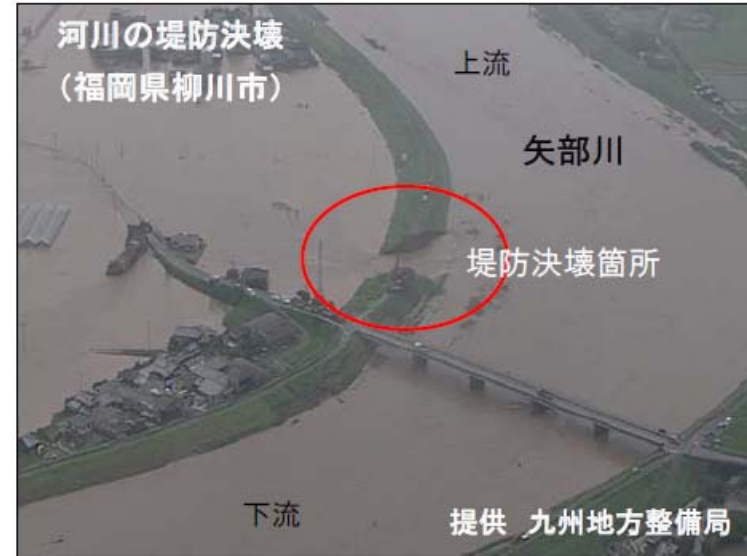 河川の堤防決壊
（福岡県柳川市）
上流
矢部川
堤防決壊箇所
下流
提供　九州地方整備局